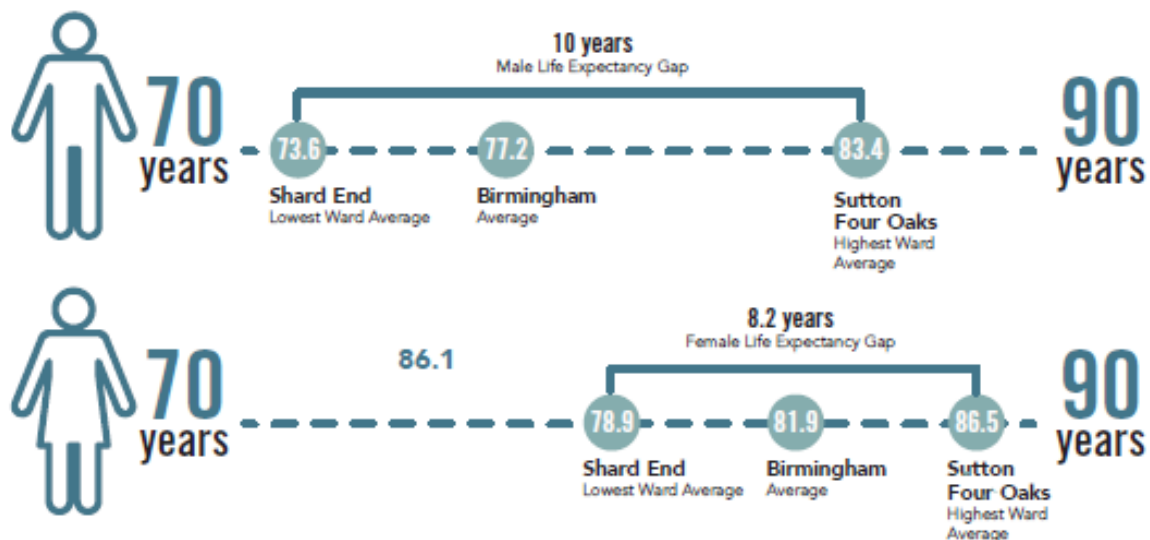 10 years
Male Life Expectancy Gap
70
years
90
years
73.6
77.2
83.4
Shard End
Lowest Ward Average
Birmingham
Average
Sutton
Four Oaks
Highest Ward
Average
8.2 years
Female Life Expectancy Gap
70
years
86.1
90
years
78.9
81.9
86.5
Shard End
Lowest Ward Average
Birmingham
Average
Sutton
Four Oaks
Highest Ward
Average